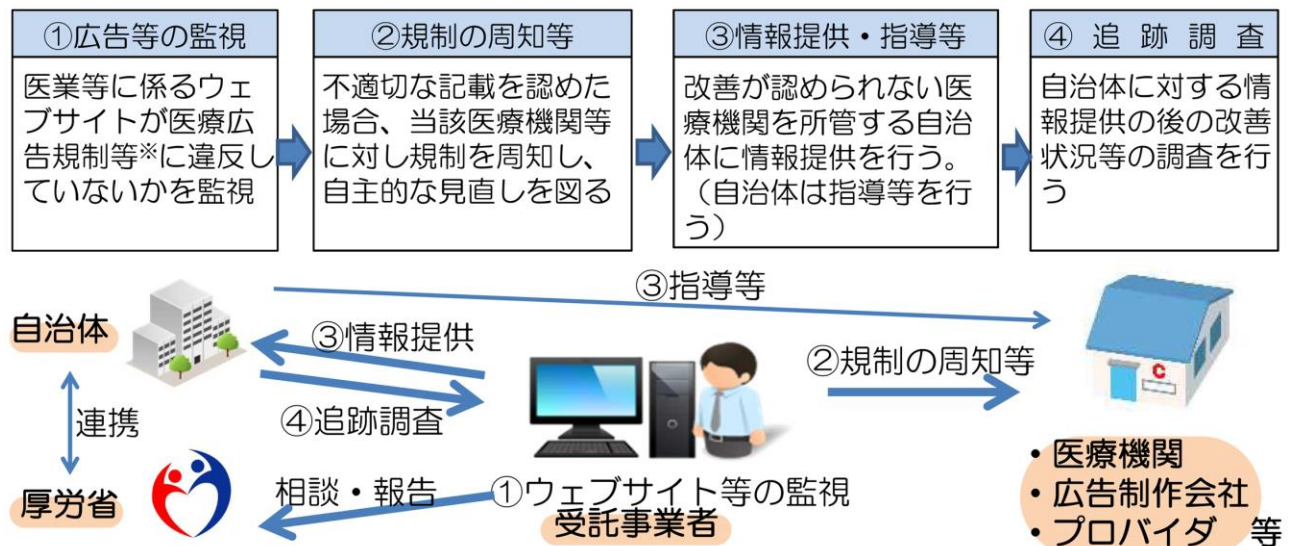 ①広告等の監視
医業等に係るウェ
ブサイトが医療広
告規制等※に違反し
ていないかを監視
②規制の周知等
不適切な記載を認めた
場合、当該医療機関等
に対し規制を周知し、
自主的な見直しを図る
③情報提供・指導等
改善が認められない医
療機関を所管する自治
体に情報提供を行う。
（自治体は指導等を行
う）
④追跡調査
自治体に対する情
報提供の後の改善
状況等の調査を行
う
③指導等
自治体
③情報提供
②規制の周知等
C
④追跡調査
連携
・医療機関
・広告制作会社
・プロバイダ 等
相談・報告
①ウェブサイト等の監視
厚労省
受託事業者